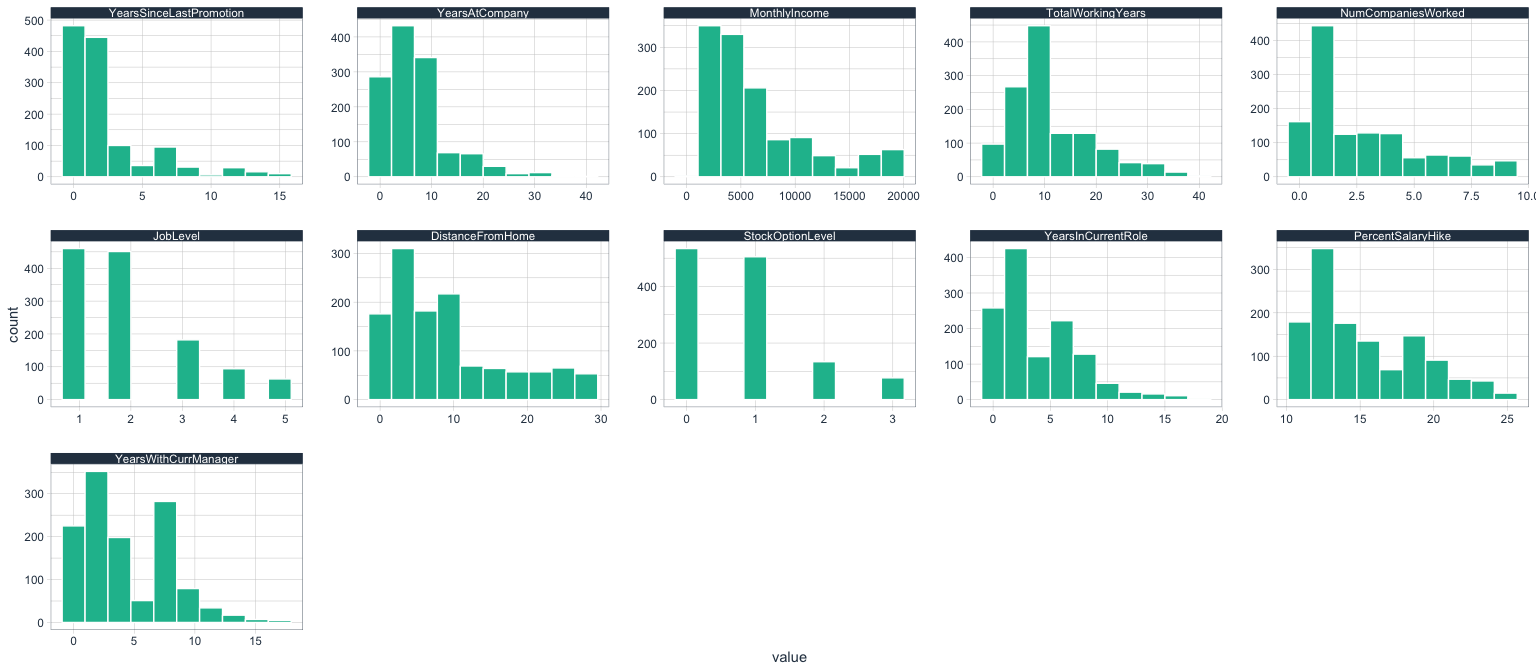 YearsSinceLastPromotion YearsAtCompany MonthlyIncome TotalWorkingYears NumCompaniesWorked
500 400 300 200 100 0
0 5 10 15
400 300 200 100 0
0 10 20 30 40
300 200 100 0
0 5000 10000 15000 20000
400 300 200 100 0
0 10 20 30 40
400 300 200 100 0
0.0 2.5 5.0 7.5 10.0
JobLevel DistanceFromHome StockOptionLevel YearsInCurrentRole PercentSalaryHike
count
400 300 200 100 0
1 2 3 4 5
300 200 100 0
0 10 20 30
400 200 0
0 1 2 3
400 300 200 100 0
0 5 10 15 20
300 200 100 0
10 15 20 25
YearsWithCurrManager
300 200 100 0
0 5 10 15
value